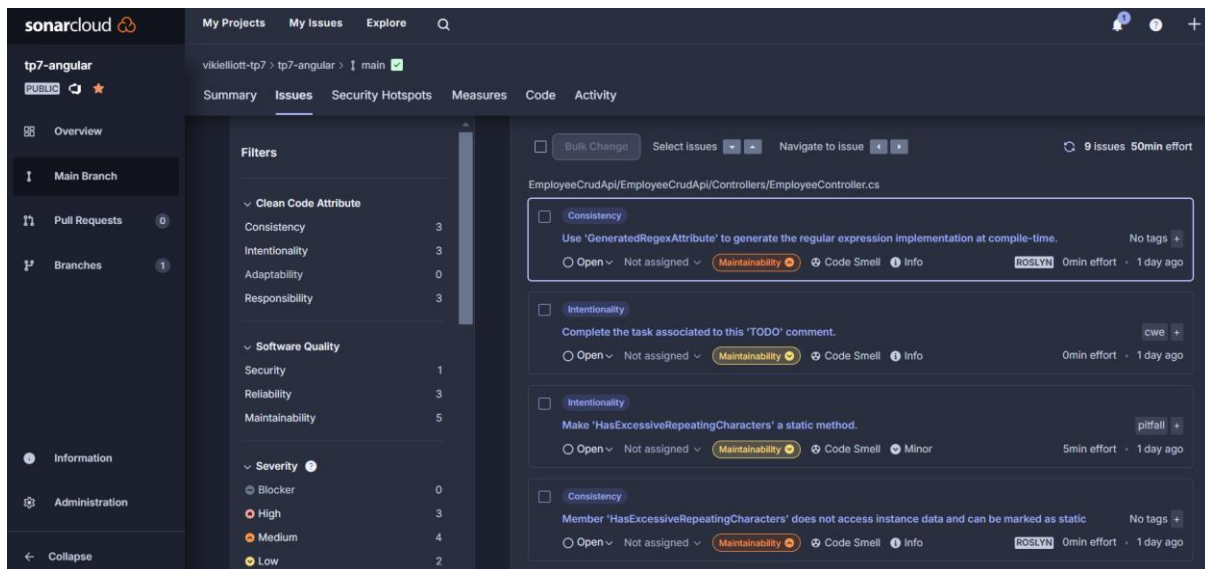 sonarcloud
My Projects My Issues Explore
1
?
+
tp7-angular
PUBLIC
vikielliott-tp7 > tp7-angular > main
Summary Issues Security Hotspots Measures Code Activity
Overview
Main Branch
Pull Requests 0
Branches 1
Information
Administration
Collapse
Filters
Clean Code Attribute
Consistency 3
Intentionality 3
Adaptability 0
Responsibility 3
Software Quality
Security 1
Reliability 3
Maintainability 5
Severity ?
Blocker 0
High 3
Medium 4
Low 2
Bulk Change Select issues Navigate to issue 9 issues 50min effort
EmployeeCrudApi/EmployeeCrudApi/Controllers/EmployeeController.cs
Consistency
Use 'GeneratedRegexAttribute' to generate the regular expression implementation at compile-time. No tags +
Open Not assigned Maintainability Code Smell Info ROSLYN 0min effort • 1 day ago
Intentionality
Complete the task associated to this 'TODO' comment. cwe +
Open Not assigned Maintainability Code Smell Info 0min effort • 1 day ago
Intentionality
Make 'HasExcessiveRepeatingCharacters' a static method. pitfall +
Open Not assigned Maintainability Code Smell Minor 5min effort • 1 day ago
Consistency
Member 'HasExcessiveRepeatingCharacters' does not access instance data and can be marked as static No tags +
Open Not assigned Maintainability Code Smell Info ROSLYN 0min effort • 1 day ago